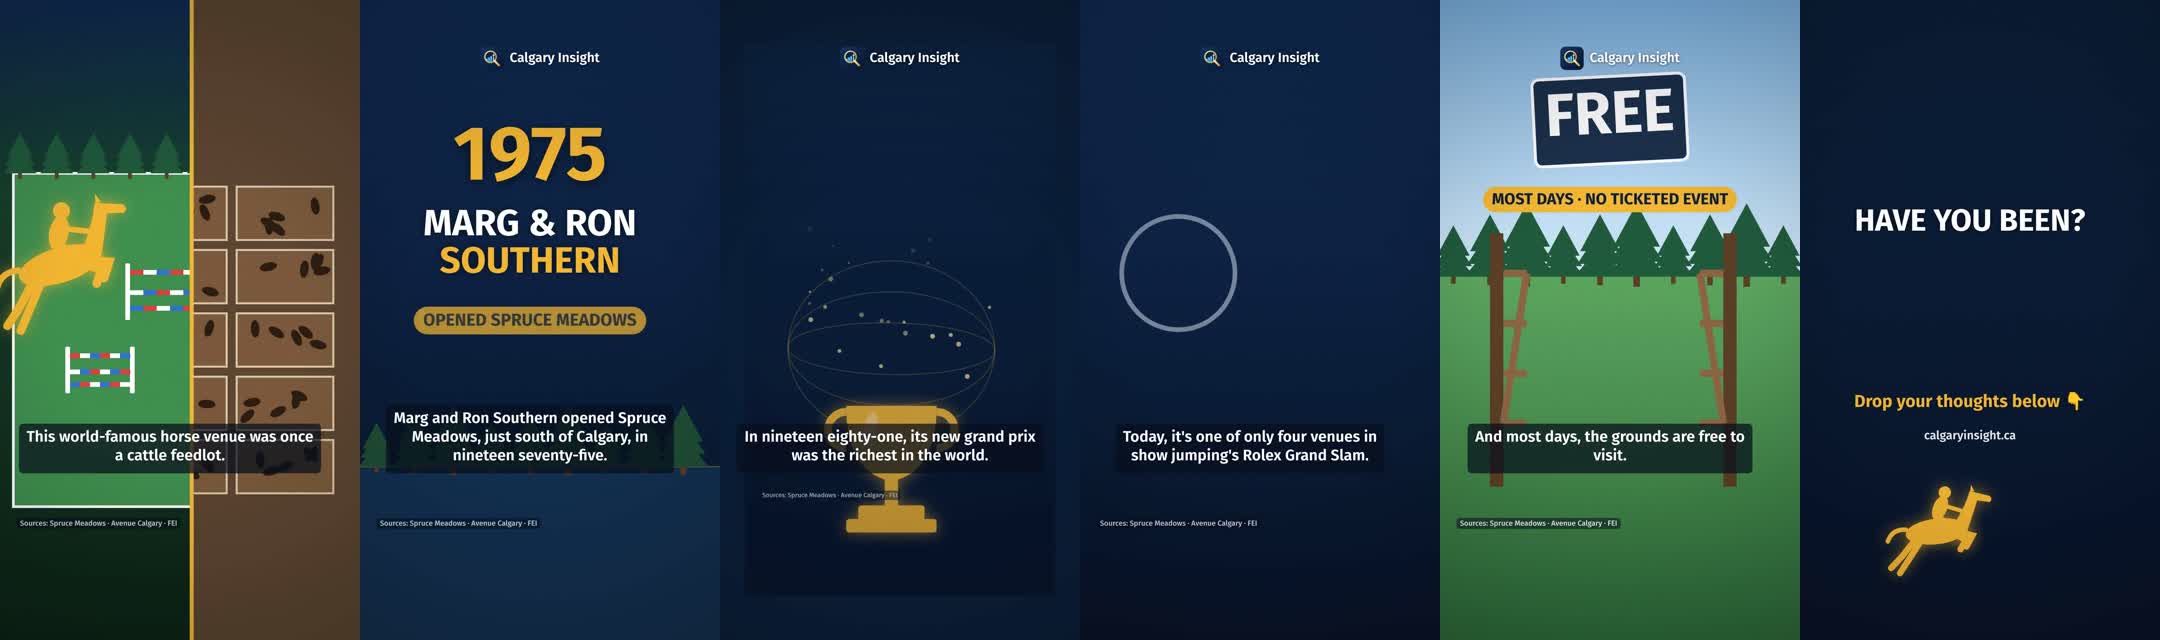 This world-famous horse venue was once
a cattle feedlot.
Sources: Spruce Meadows · Avenue Calgary · FEI
Calgary Insight
1975
MARG & RON
SOUTHERN
OPENED SPRUCE MEADOWS
Marg and Ron Southern opened Spruce
Meadows, just south of Calgary, in
nineteen seventy-five.
Sources: Spruce Meadows · Avenue Calgary · FEI
Calgary Insight
In nineteen eighty-one, its new grand prix
was the richest in the world.
Sources: Spruce Meadows · Avenue Calgary · FEI
Calgary Insight
Today, it's one of only four venues in
show jumping's Rolex Grand Slam.
Sources: Spruce Meadows · Avenue Calgary · FEI
Calgary Insight
FREE
MOST DAYS · NO TICKETED EVENT
And most days, the grounds are free to
visit.
Sources: Spruce Meadows · Avenue Calgary · FEI
HAVE YOU BEEN?
Drop your thoughts below 👇
calgaryinsight.ca